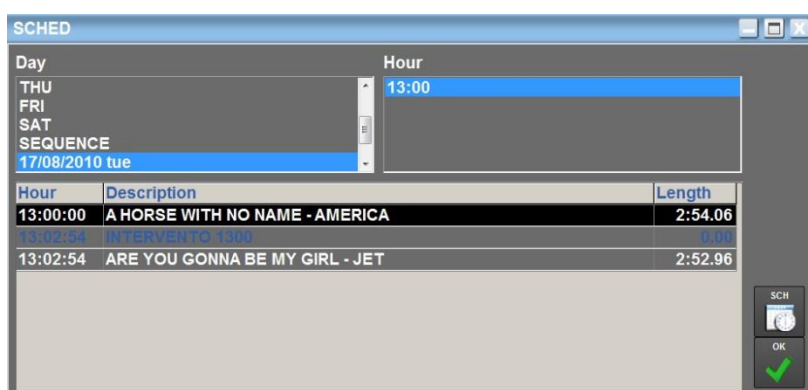 SCHED
Day
Hour
THU
FRI
SAT
SEQUENCE
17/08/2010 tue
13:00
Hour Description Length
13:00:00 A HORSE WITH NO NAME - AMERICA 2:54.06
13:02:54 INTERVENTO 1300 0.00
13:02:54 ARE YOU GONNA BE MY GIRL - JET 2:52.96
SCH
OK